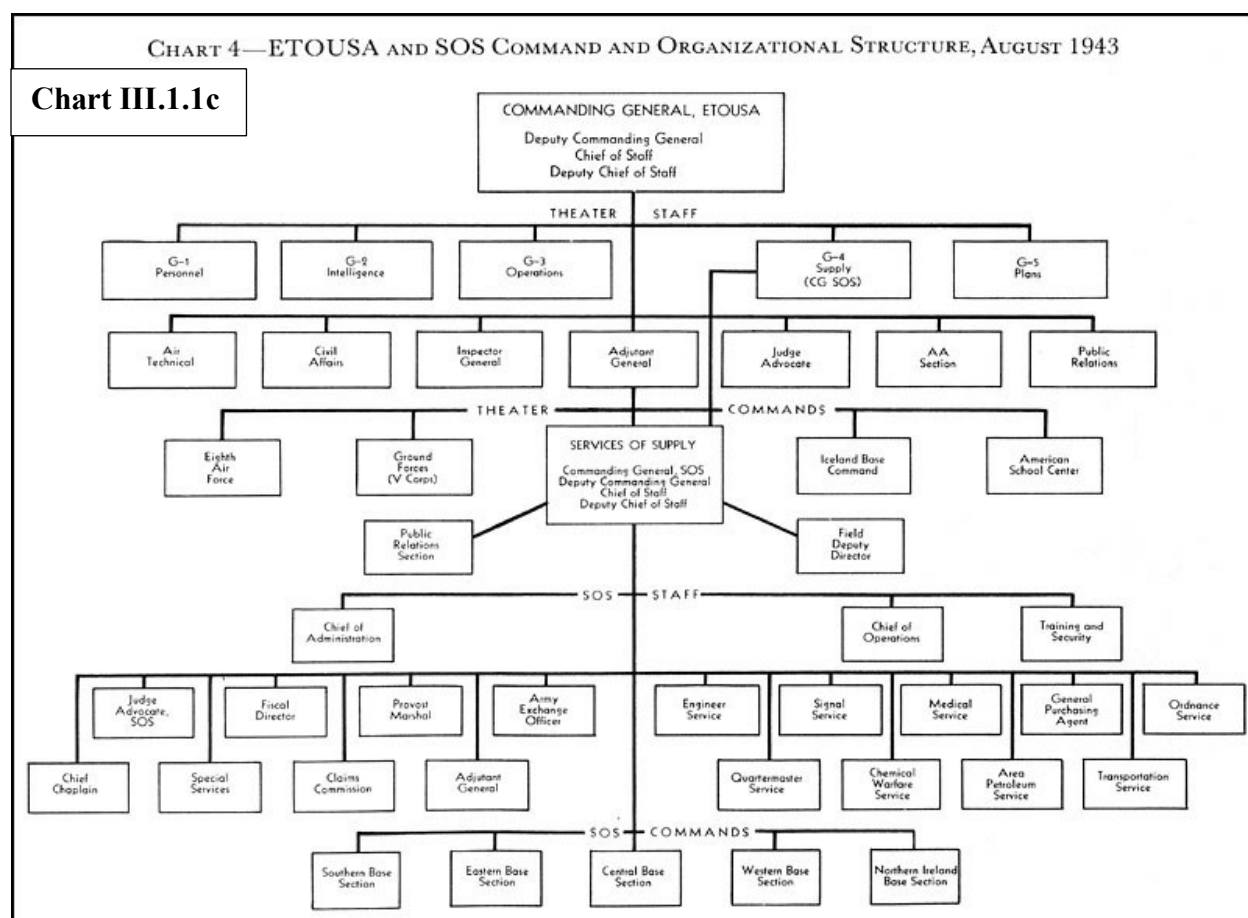 CHART 4—ETOUSA AND SOS COMMAND AND ORGANIZATIONAL STRUCTURE, AUGUST 1943
Chart III.1.1c
COMMANDING GENERAL, ETOUSA
Deputy Commanding General
Chief of Staff
Deputy Chief of Staff
THEATER STAFF
G-1
Personnel
G-2
Intelligence
G-3
Operations
G-4
Supply
(CG SOS)
G-5
Plans
Air
Technical
Civil
Affairs
Inspector
General
Adjutant
General
Judge
Advocate
AA
Section
Public
Relations
THEATER COMMANDS
Eighth
Air
Force
Ground
Forces
(V Corps)
SERVICES OF SUPPLY
Commanding General, SOS
Deputy Commanding General
Chief of Staff
Deputy Chief of Staff
Iceland Base
Command
American
School Center
Public
Relations
Section
Field
Deputy
Director
SOS STAFF
Chief of
Administration
Chief of
Operations
Training and
Security
Judge
Advocate,
SOS
Fiscal
Director
Provost
Marshal
Army
Exchange
Officer
Engineer
Service
Signal
Service
Medical
Service
General
Purchasing
Agent
Ordnance
Service
Chief
Chaplain
Special
Services
Claims
Commission
Adjutant
General
Quartermaster
Service
Chemical
Warfare
Service
Area
Petroleum
Service
Transportation
Service
SOS COMMANDS
Southern Base
Section
Eastern Base
Section
Central Base
Section
Western Base
Section
Northern Ireland
Base Section